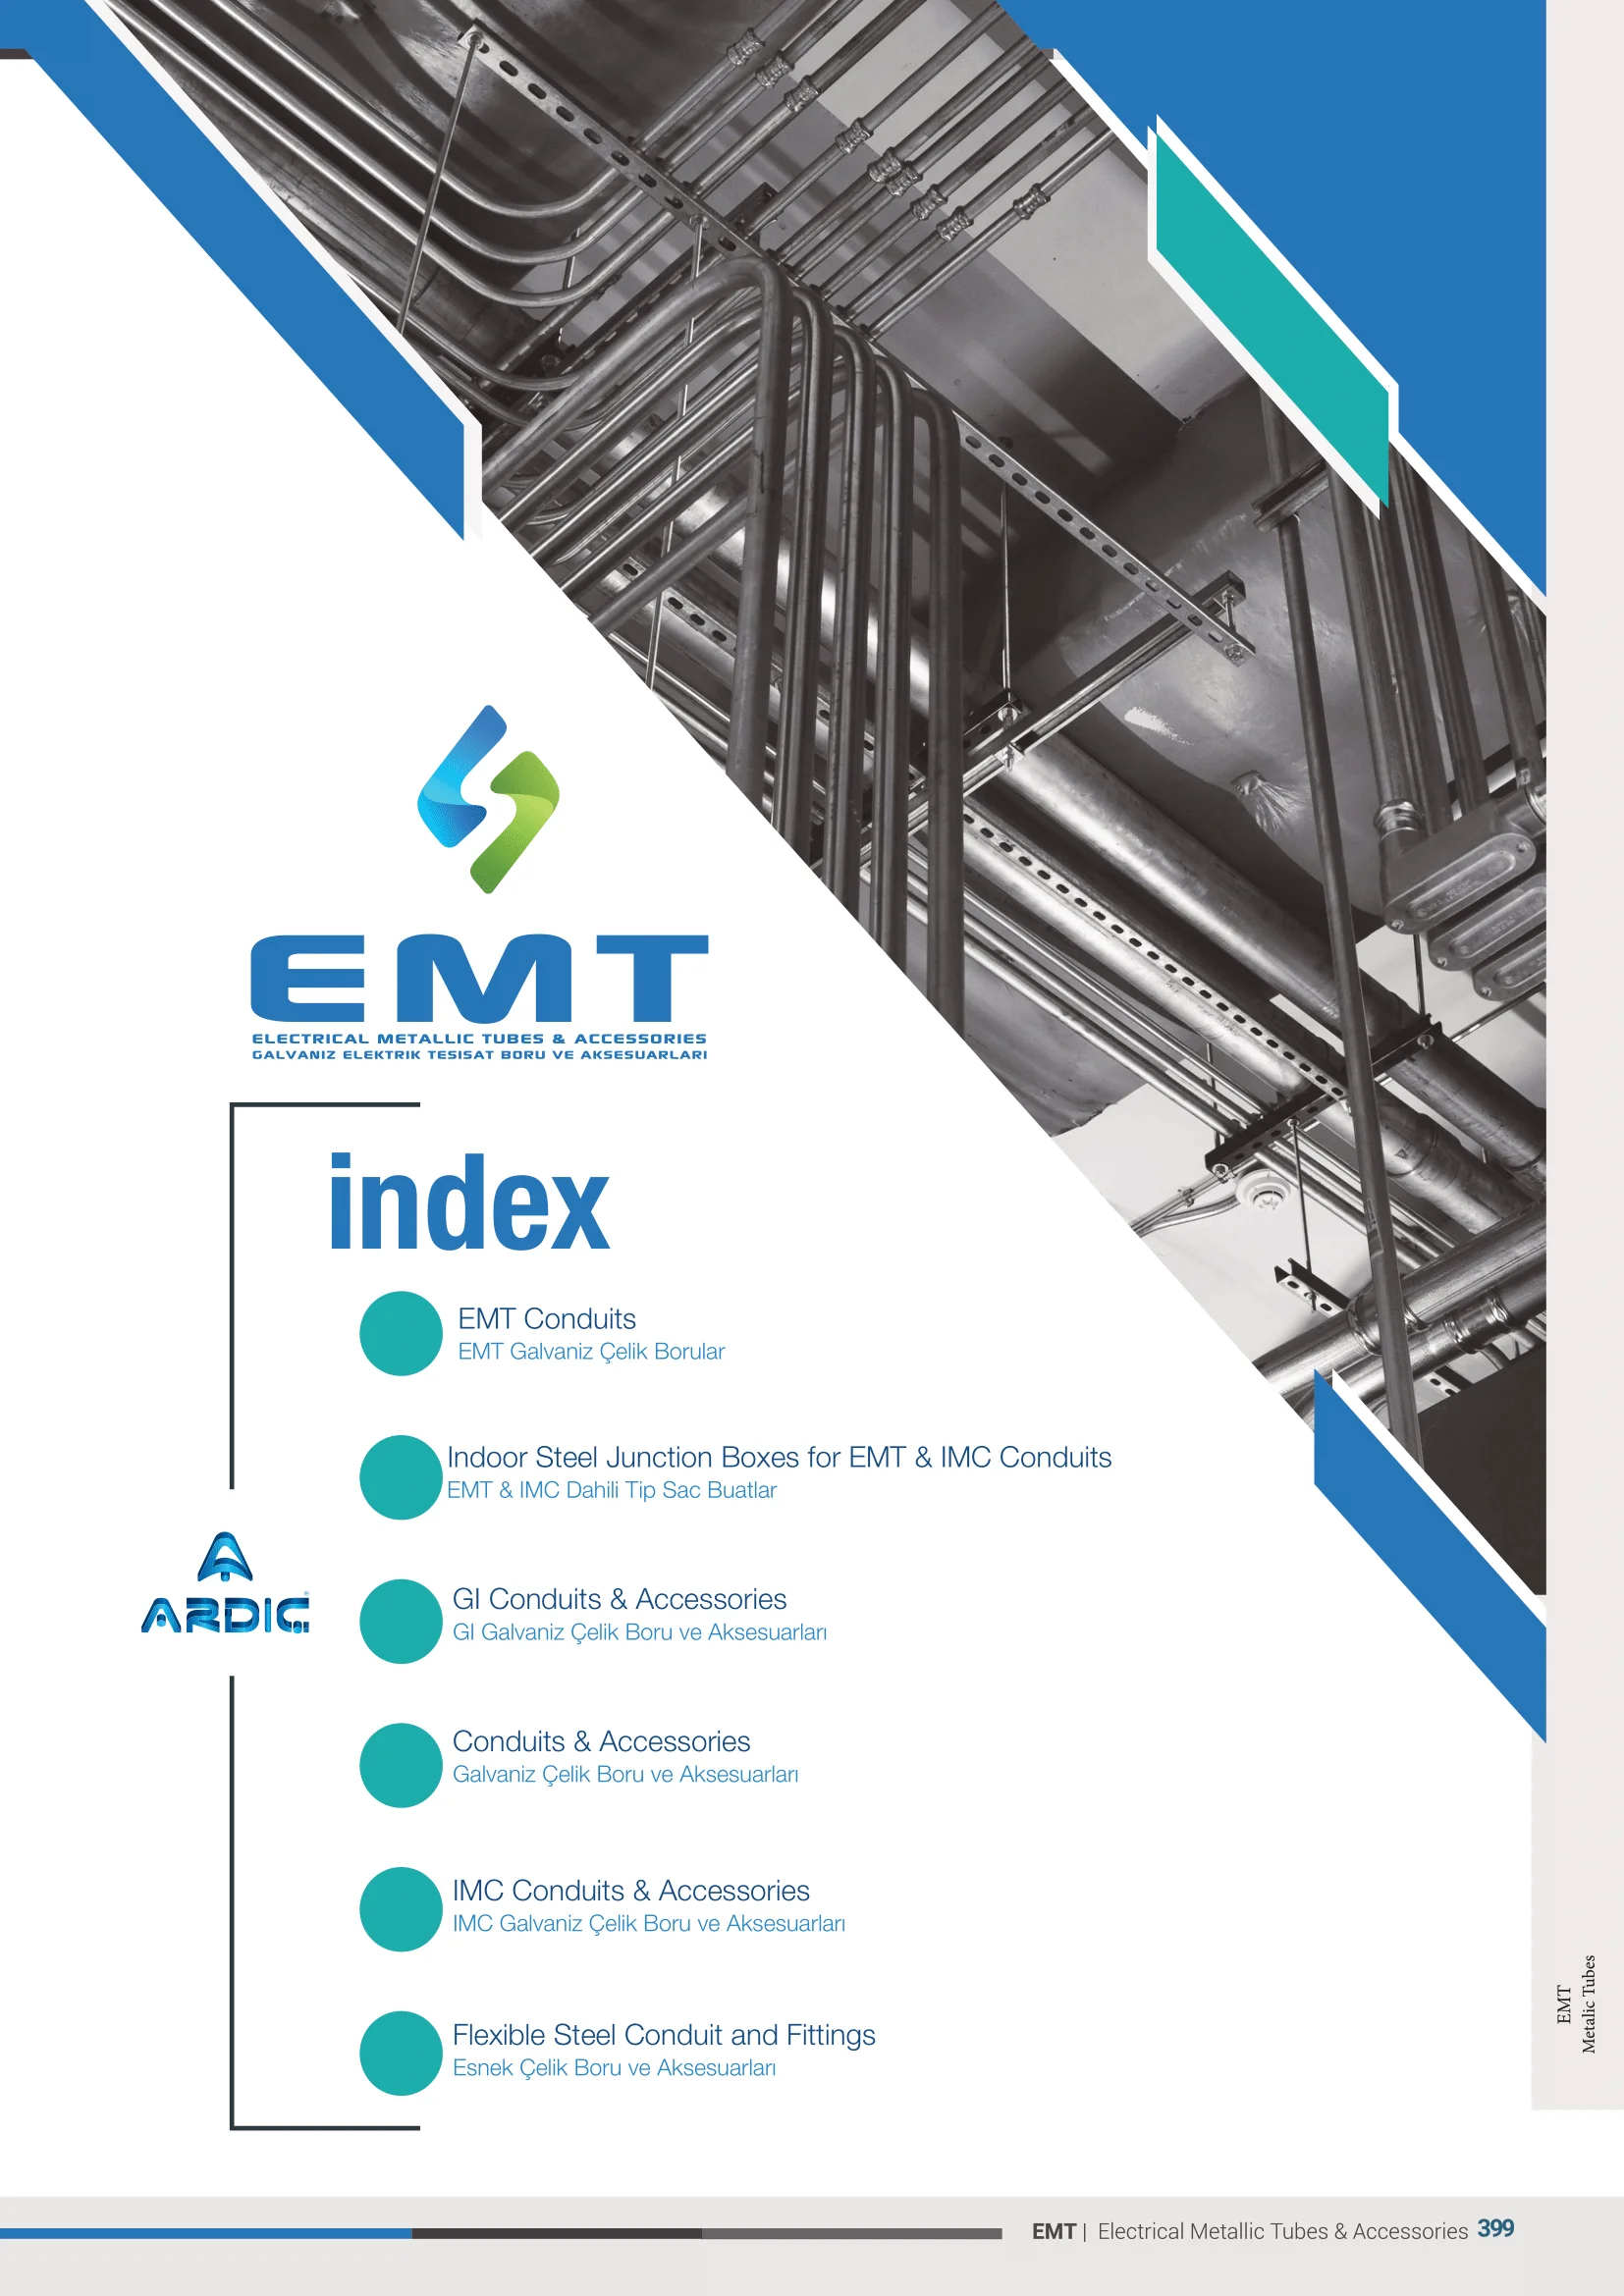 EMT
ELECTRICAL METALLIC TUBES & ACCESSORIES
GALVANIZ ELEKTRIK TESISAT BORU VE AKSESUARLARI
index
EMT Conduits
EMT Galvaniz Çelik Borular
Indoor Steel Junction Boxes for EMT & IMC Conduits
EMT & IMC Dahili Tip Sac Buatlar
ARDIÇ®
GI Conduits & Accessories
GI Galvaniz Çelik Boru ve Aksesuarları
Conduits & Accessories
Galvaniz Çelik Boru ve Aksesuarları
IMC Conduits & Accessories
IMC Galvaniz Çelik Boru ve Aksesuarları
Flexible Steel Conduit and Fittings
Esnek Çelik Boru ve Aksesuarları
EMT
Metalic Tubes
EMT | Electrical Metallic Tubes & Accessories 399